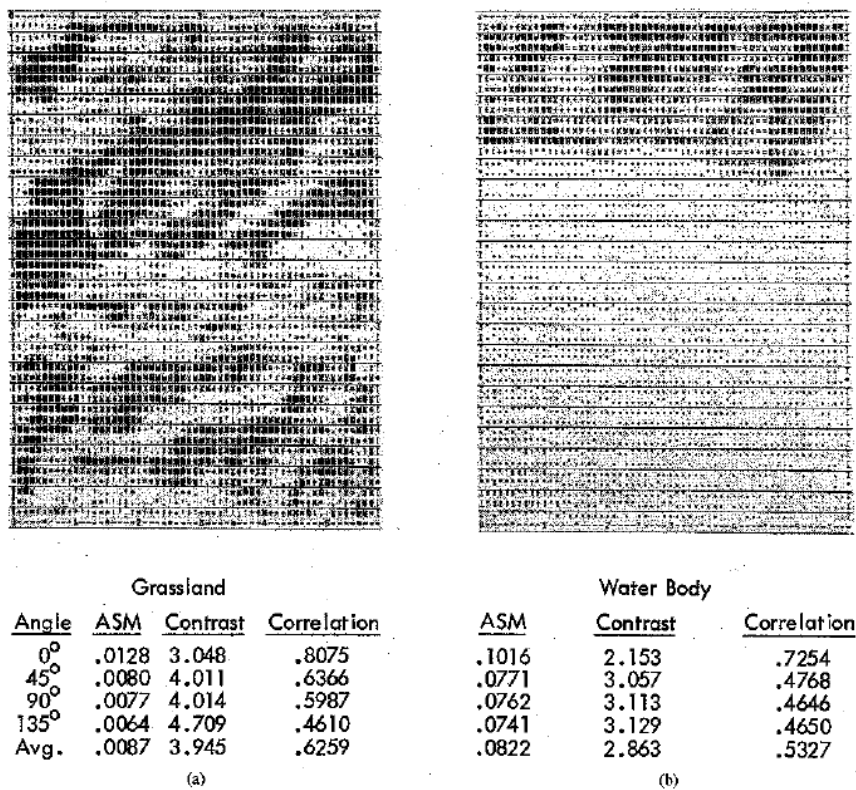 Grassland
Angle ASM Contrast Correlation
0° .0128 3.048 .8075
45° .0080 4.011 .6366
90° .0077 4.014 .5987
135° .0064 4.709 .4610
Avg. .0087 3.945 .6259
(a)
Water Body
ASM Contrast Correlation
.1016 2.153 .7254
.0771 3.057 .4768
.0762 3.113 .4646
.0741 3.129 .4650
.0822 2.863 .5327
(b)